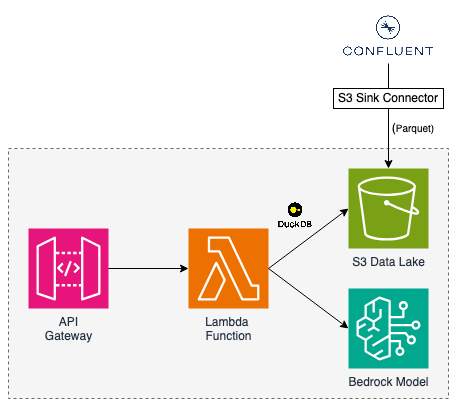 CONFLUENT
S3 Sink Connector
(Parquet)
DuckDB
S3 Data Lake
API
Gateway
Lambda
Function
Bedrock Model